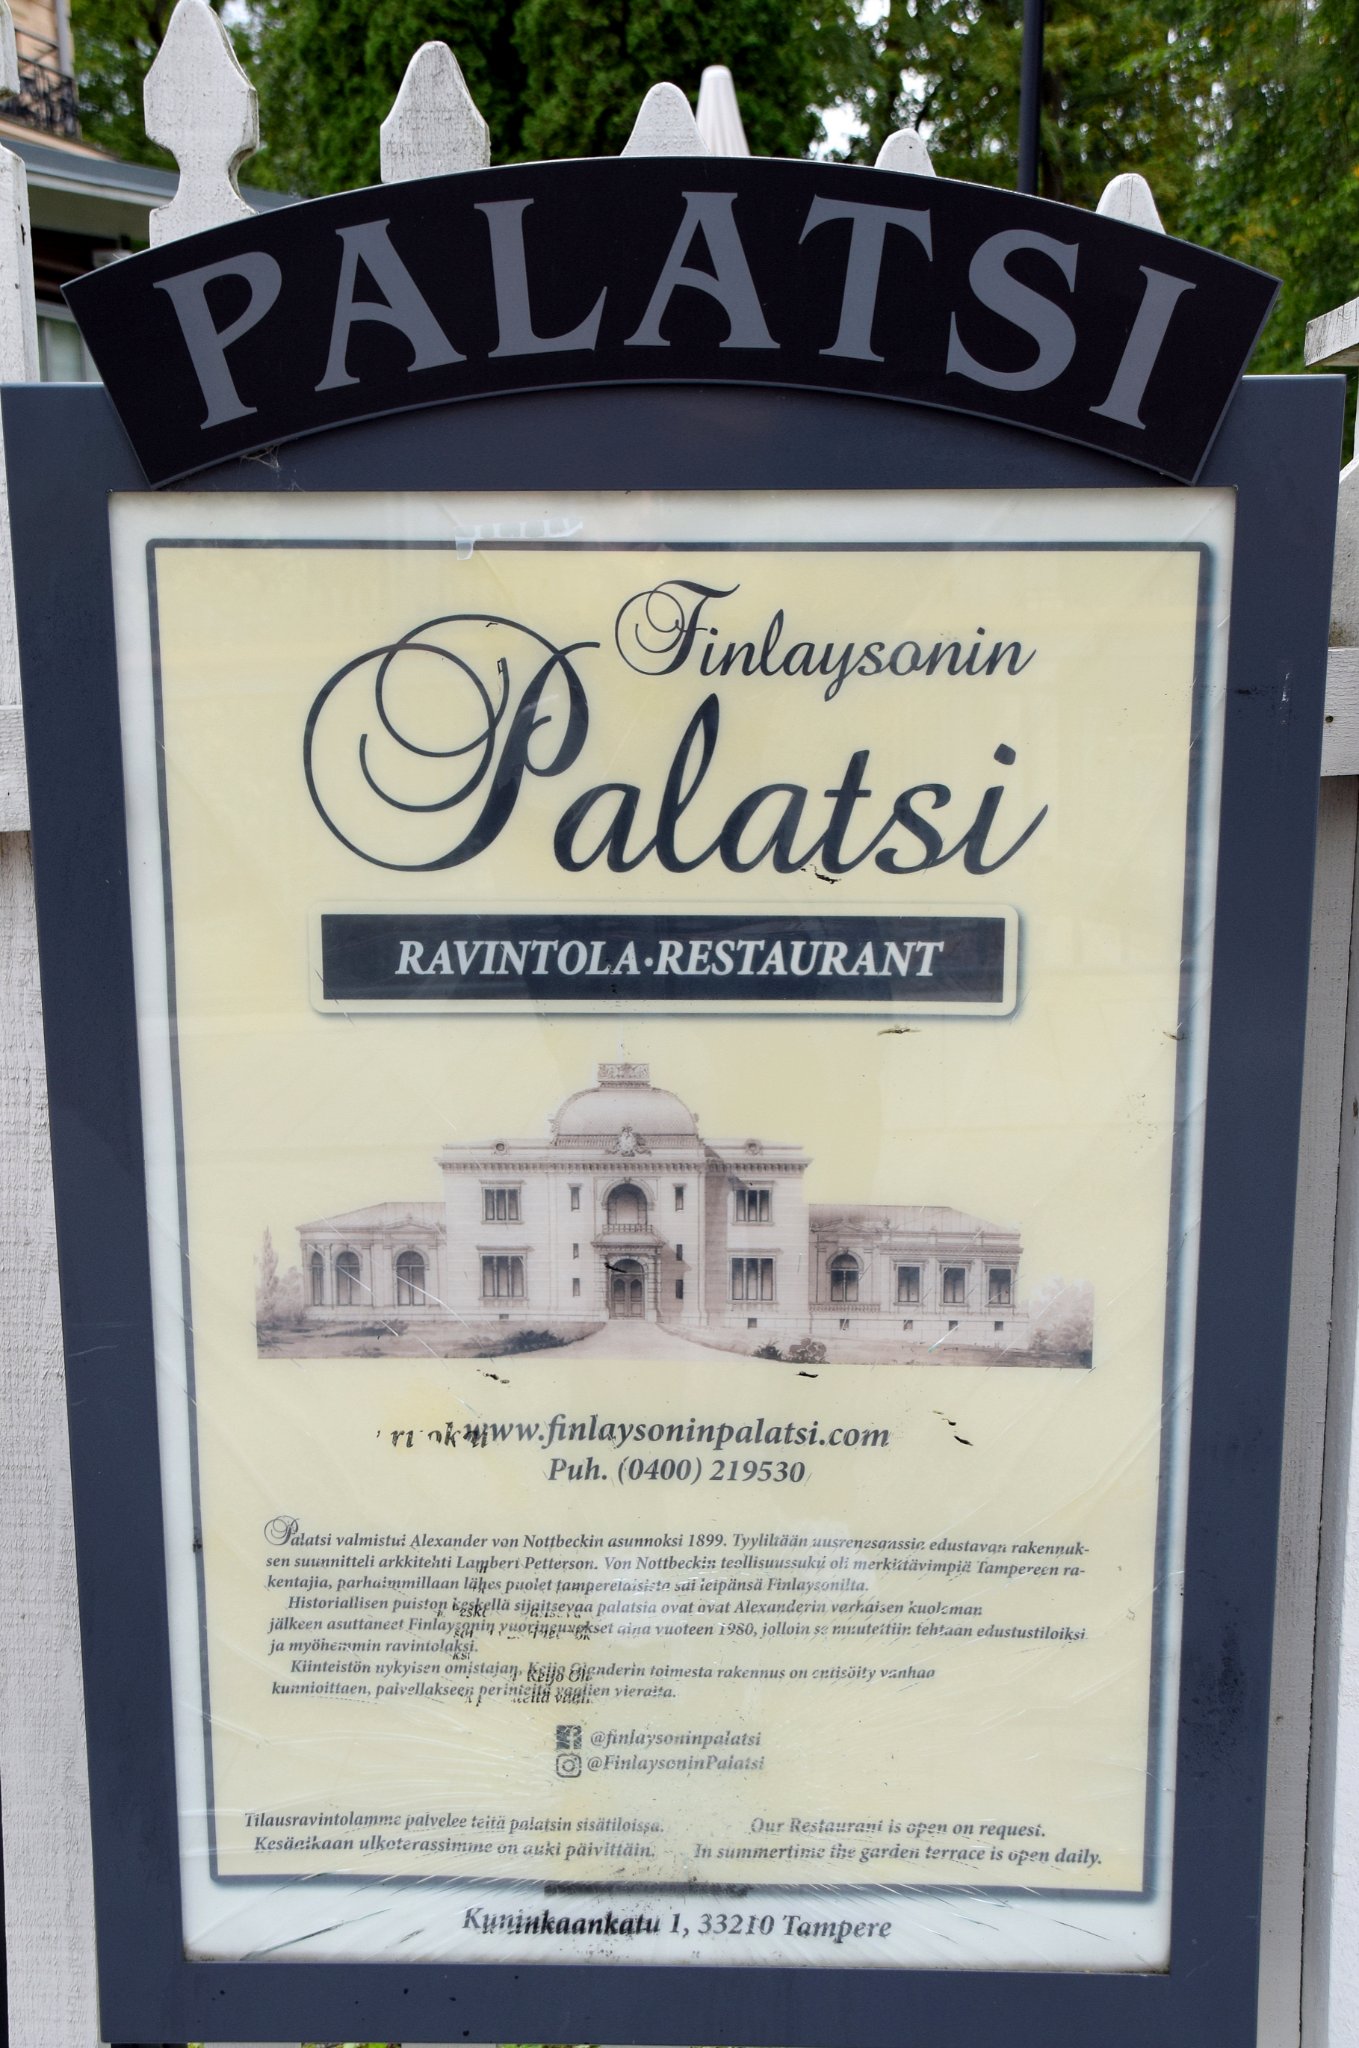 PALATSI
Finlaysonin
Palatsi
RAVINTOLA·RESTAURANT
www.finlaysoninpalatsi.com
Puh. (0400) 219530
Palatsi valmistui Alexander von Nottbeckin asunnoksi 1899. Tyyliltään uusrenesanssia edustavan rakennuk-
sen suunnitteli arkkitehti Lambert Petterson. Von Nottbeckin teollisuussuku oli merkittävimpiä Tampereen ra-
kentajia, parhaimmillaan lähes puolet tamperelaisista sai leipänsä Finlaysonilta.
Historiallisen puiston keskellä sijaitsevaa palatsia ovat ovat Alexanderin varhaisen kuoleman
jälkeen asuttaneet Finlaysonin vuorineuvokset aina vuoteen 1980, jolloin se muutettiin tehtaan edustustiloiksi
ja myöhemmin ravintolaksi.
Kiinteistön nykyisen omistajan, Keijo Olanderin toimesta rakennus on entisöity vanhaa
kunnioittaen, palvellakseen perinteitä vaalien vieraita.
@finlaysoninpalatsi
@FinlaysoninPalatsi
Tilausravintolamme palvelee teitä palatsin sisätiloissa.
Kesäaikaan ulkoterassimme on auki päivittäin.
Our Restaurant is open on request.
In summertime the garden terrace is open daily.
Kuninkaankatu 1, 33210 Tampere